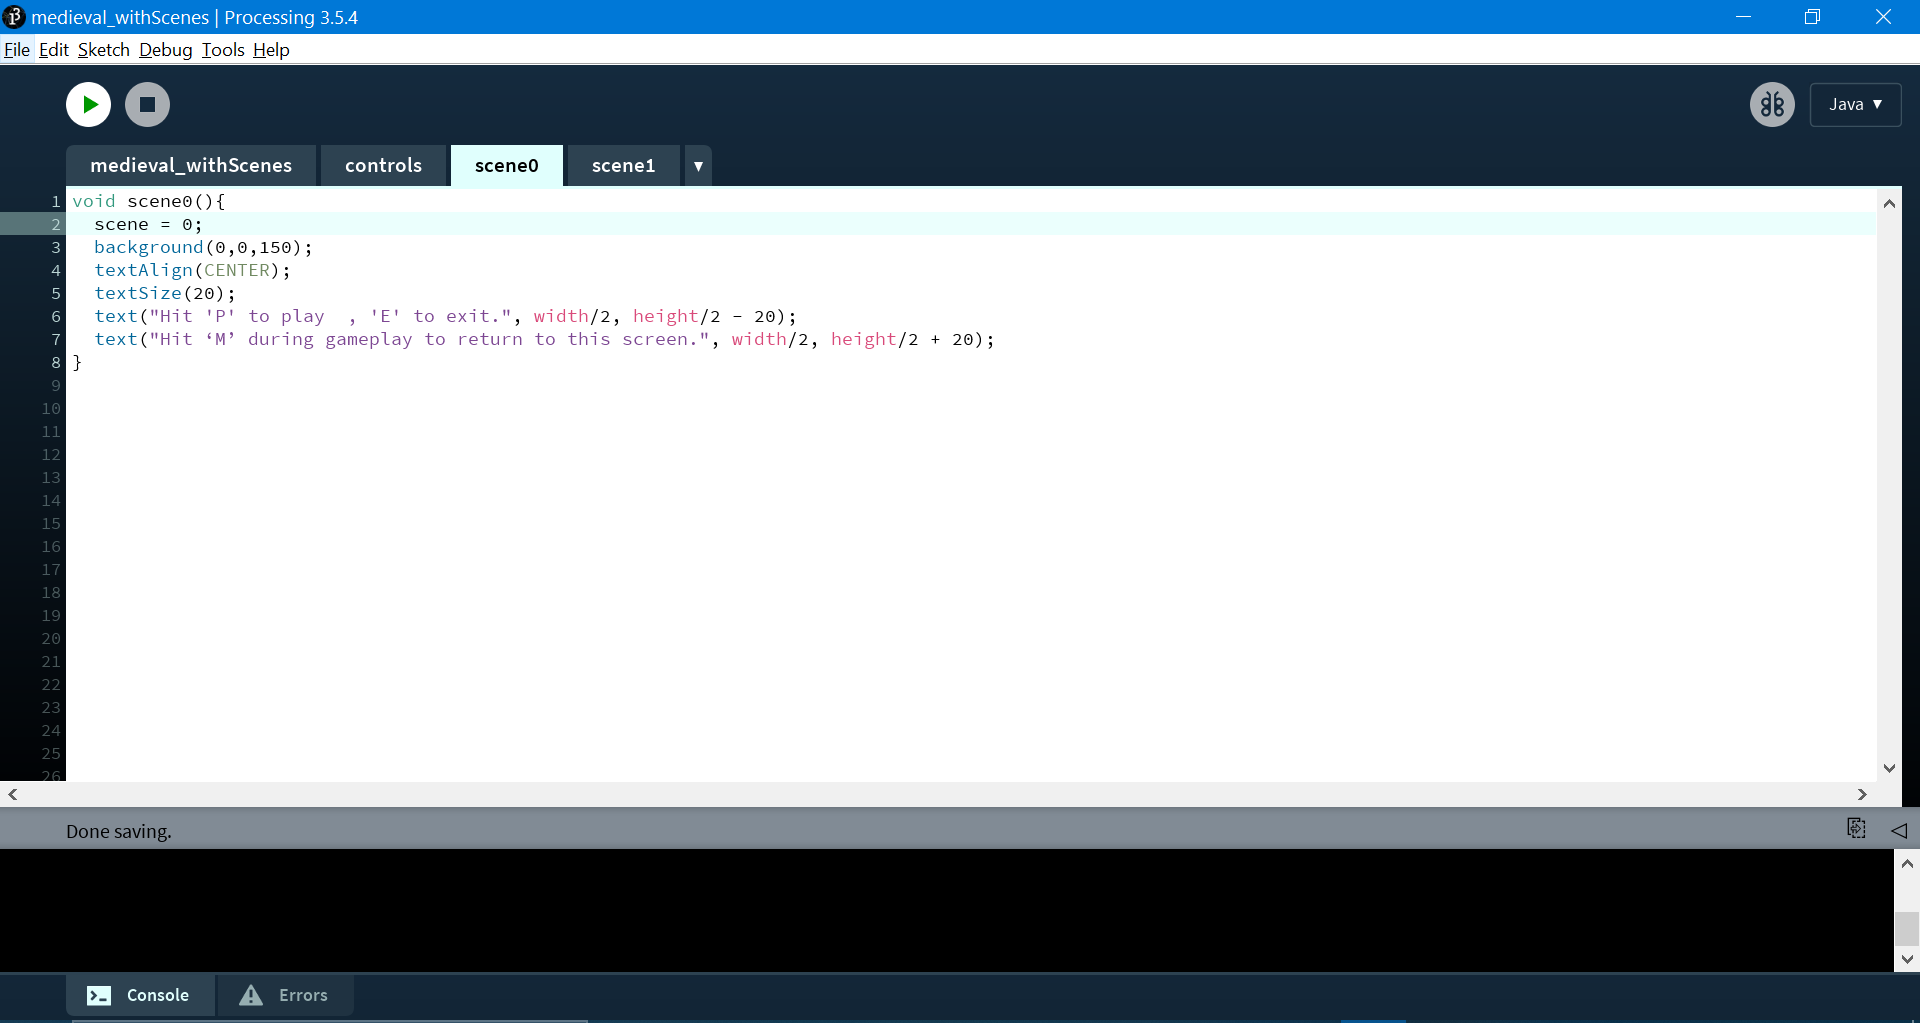 medieval_withScenes | Processing 3.5.4
File Edit Sketch Debug Tools Help
Java ▼
medieval_withScenes controls scene0 scene1 ▼
1 void scene0(){
2 scene = 0;
3 background(0,0,150);
4 textAlign(CENTER);
5 textSize(20);
6 text("Hit 'P' to play  , 'E' to exit.", width/2, height/2 - 20);
7 text("Hit ‘M’ during gameplay to return to this screen.", width/2, height/2 + 20);
8 }
9
10
11
12
13
14
15
16
17
18
19
20
21
22
23
24
25
26
Done saving.
Console Errors